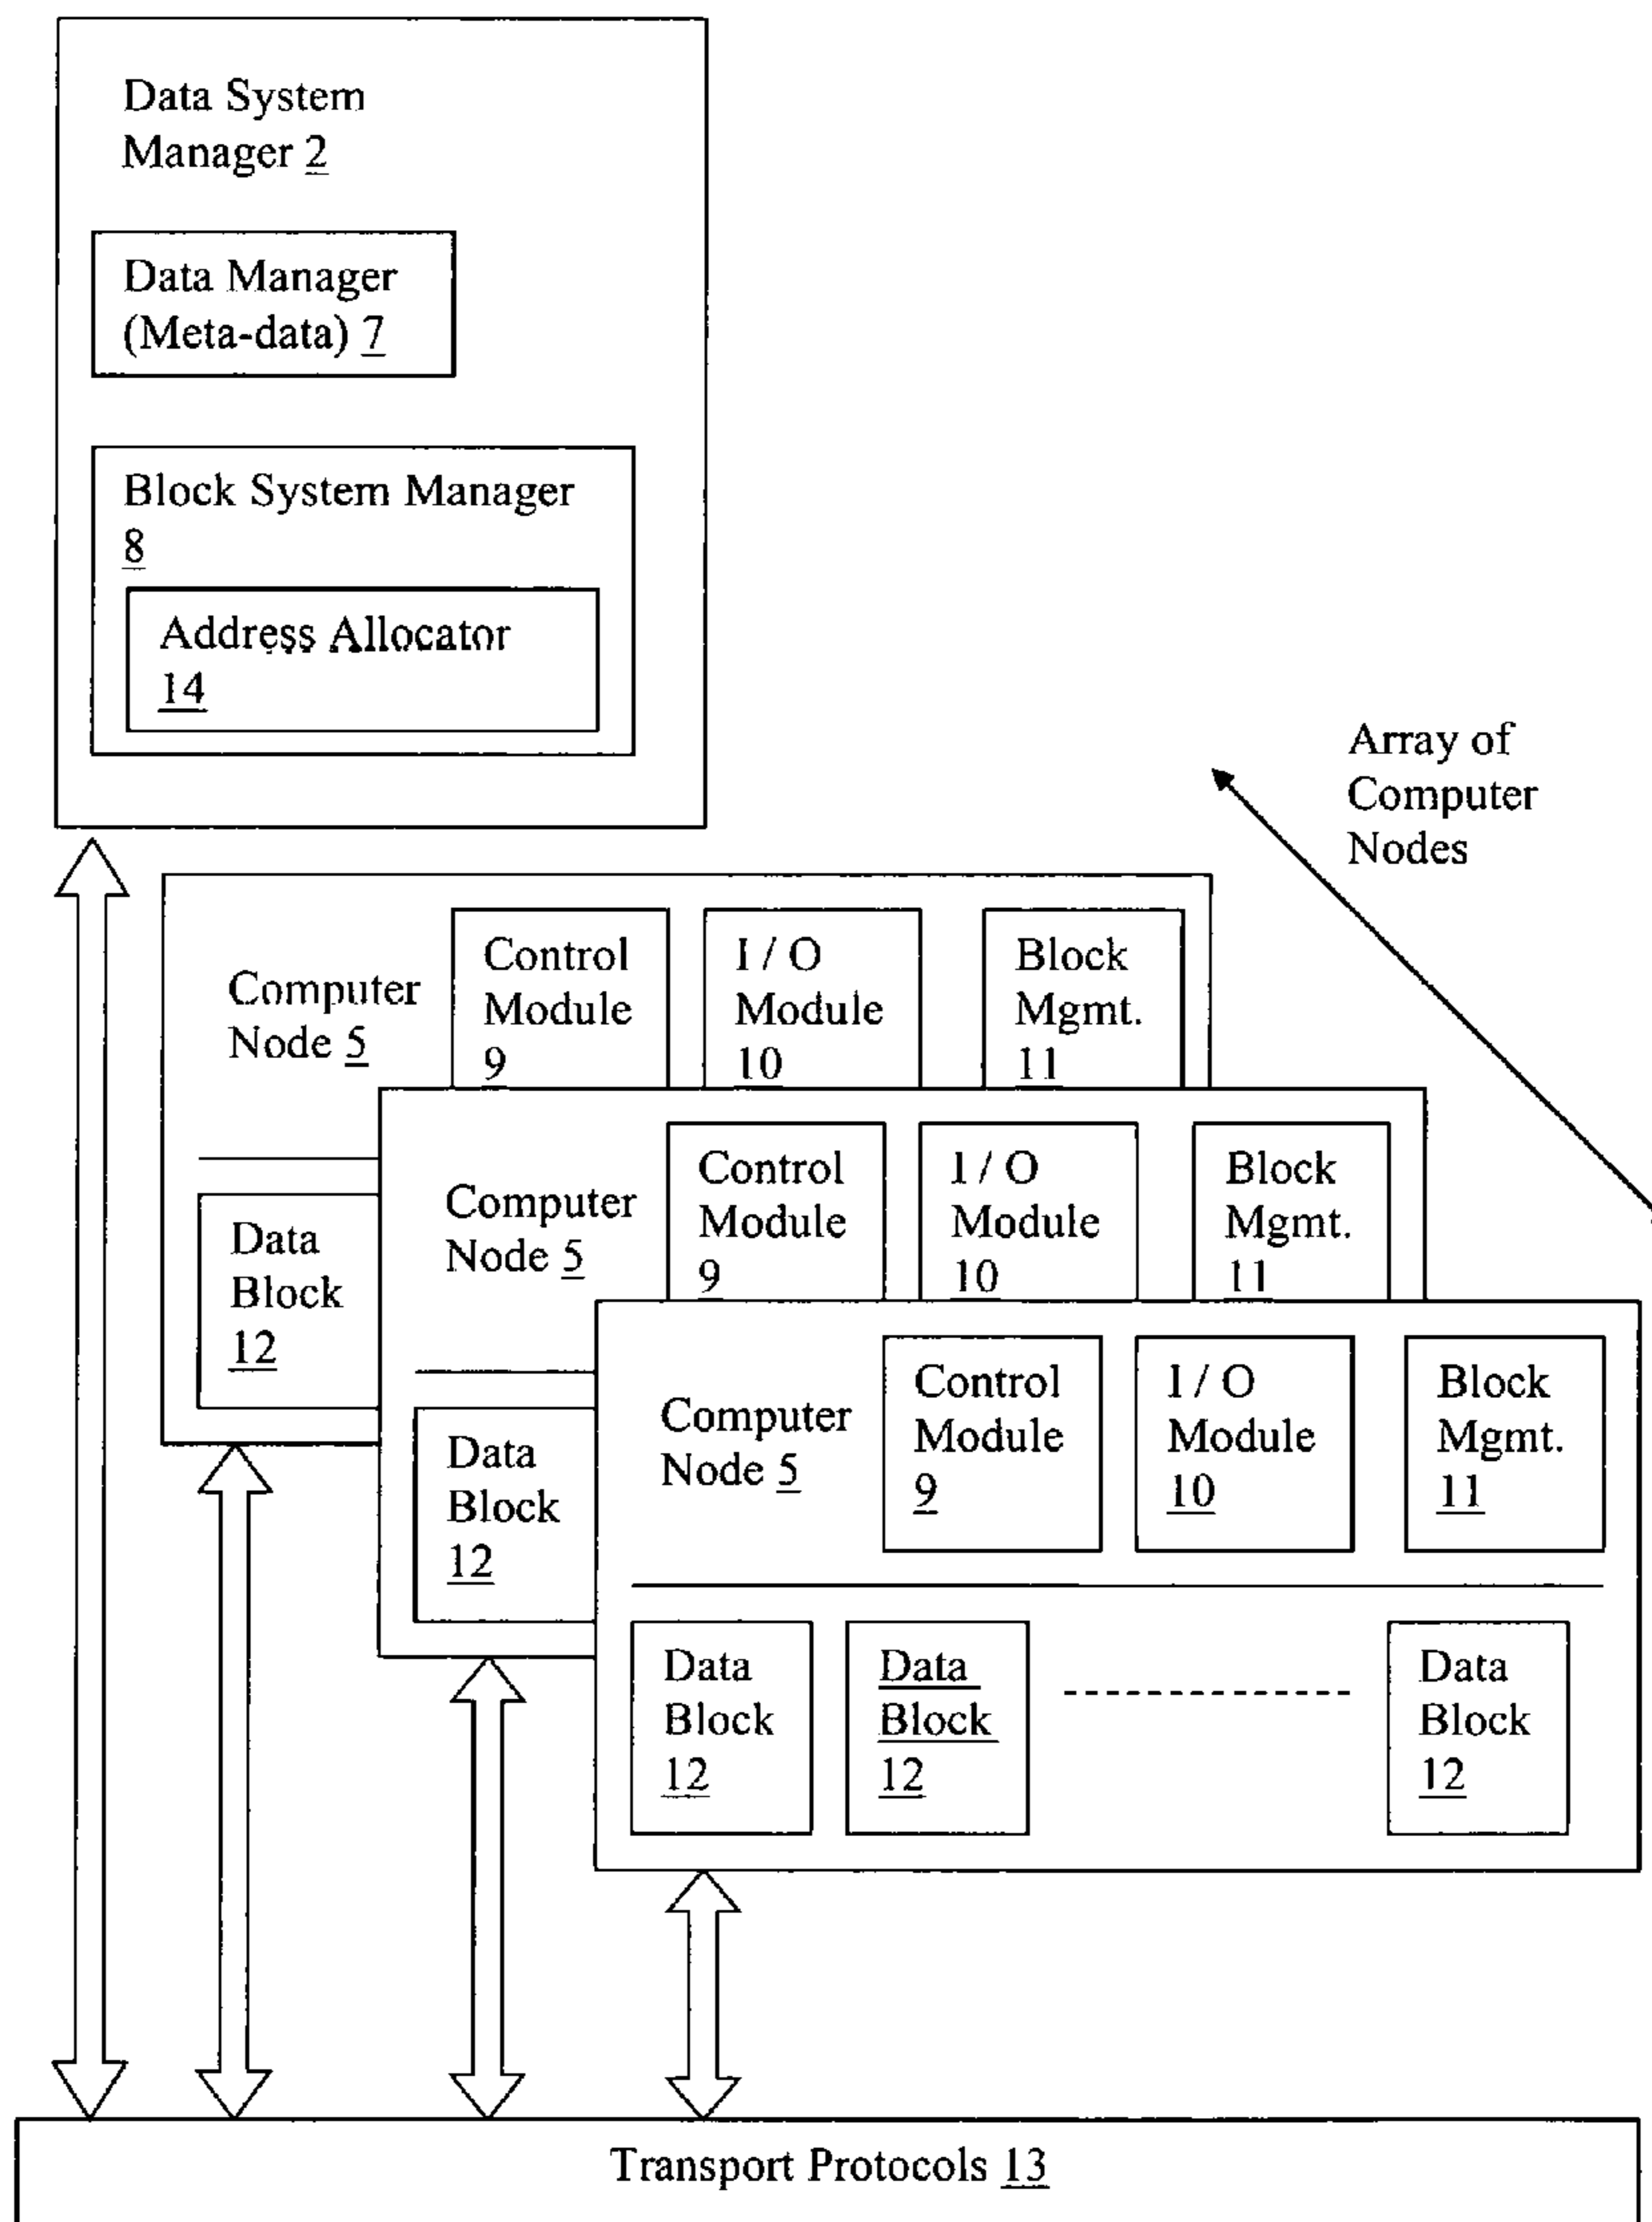 Data System
Manager 2
Data Manager
(Meta-data) 7
Block System Manager
8
Address Allocator
14
Array of
Computer
Nodes
Computer
Node 5
Control
Module
9
I / O
Module
10
Block
Mgmt.
11
Data
Block
12
Computer
Node 5
Control
Module
9
I / O
Module
10
Block
Mgmt.
11
Data
Block
12
Computer
Node 5
Control
Module
9
I / O
Module
10
Block
Mgmt.
11
Data
Block
12
Data
Block
12
Data
Block
12
Transport Protocols 13